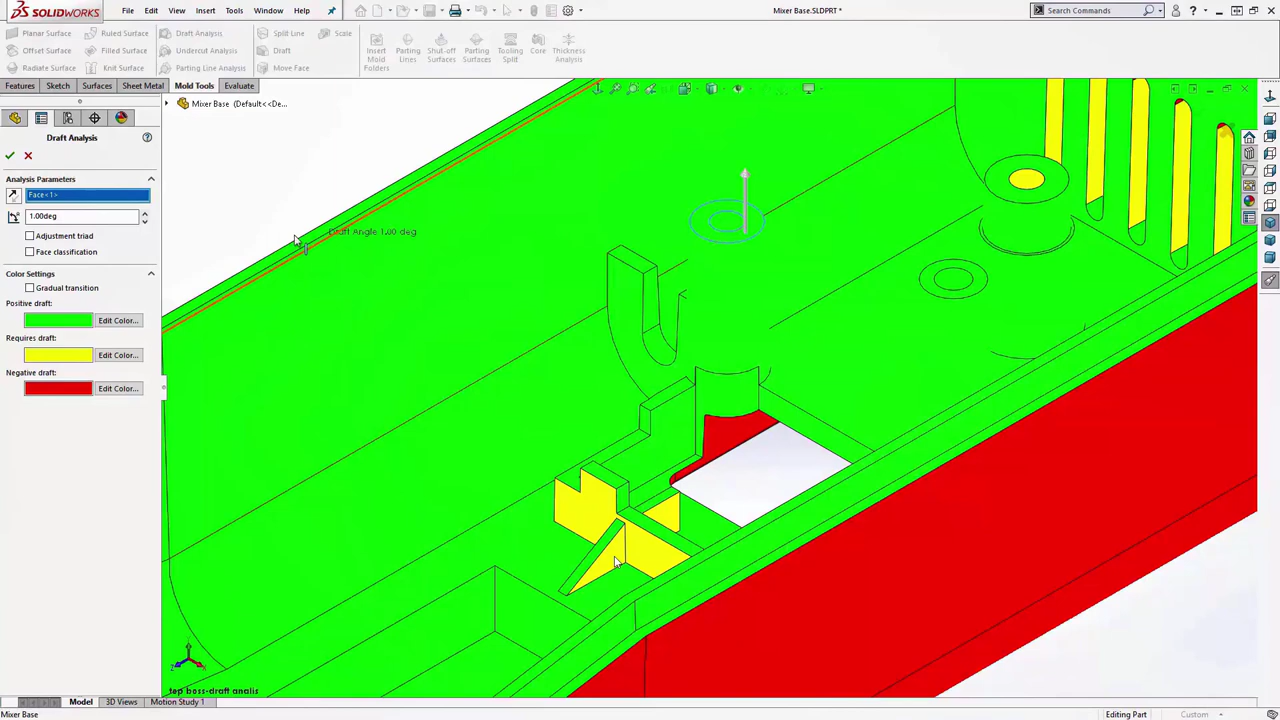 SOLIDWORKS
File Edit View Insert Tools Window Help
Mixer Base.SLDPRT *
Search Commands
Planar Surface
Ruled Surface
Draft Analysis
Split-Line
Scale
Offset Surface
Filled Surface
Undercut Analysis
Draft
Radiate Surface
Knit Surface
Parting Line Analysis
Move Face
Insert Mold Folders
Parting Lines
Shut-off Surfaces
Parting Surfaces
Tooling Split
Core
Thickness Analysis
Features Sketch Surfaces Sheet Metal Mold Tools Evaluate
Mixer Base (Default<<De...
Draft Analysis
Analysis Parameters
Face<1>
1.00deg
Adjustment triad
Face classification
Color Settings
Gradual transition
Positive draft:
Edit Color...
Requires draft:
Edit Color...
Negative draft:
Edit Color...
Draft Angle 1.00 deg
top boss-draft analis
Model 3D Views Motion Study 1
Mixer Base
Editing Part
Custom